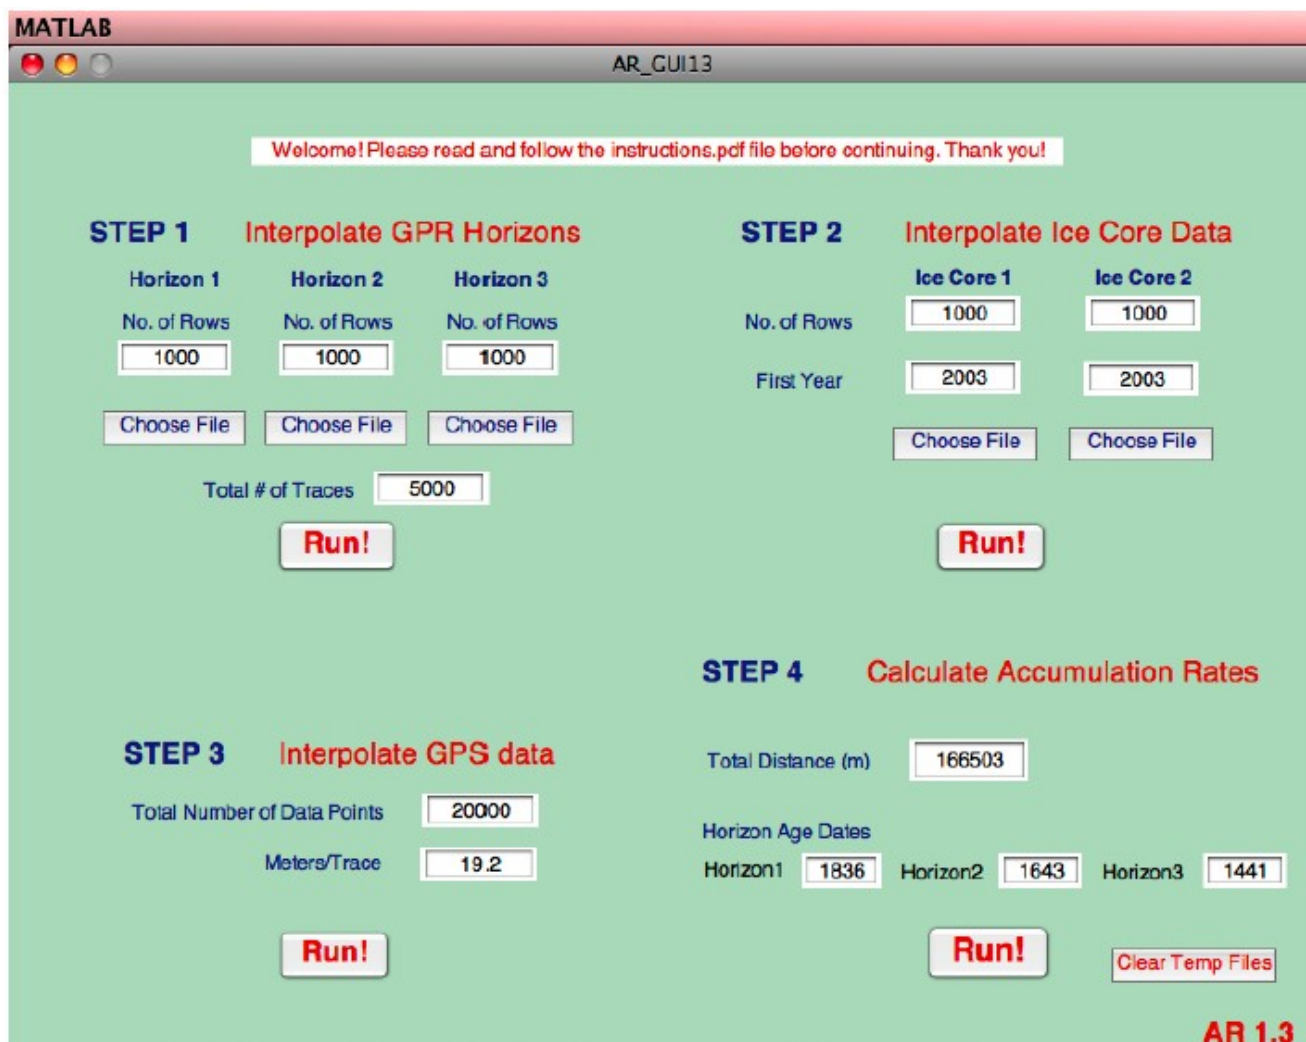 MATLAB
AR_GUI13
Welcome! Please read and follow the instructions.pdf file before continuing. Thank you!
STEP 1 Interpolate GPR Horizons
Horizon 1 Horizon 2 Horizon 3
No. of Rows No. of Rows No. of Rows
1000 1000 1000
Choose File Choose File Choose File
Total # of Traces 5000
Run!
STEP 2 Interpolate Ice Core Data
Ice Core 1 Ice Core 2
No. of Rows 1000 1000
First Year 2003 2003
Choose File Choose File
Run!
STEP 3 Interpolate GPS data
Total Number of Data Points 20000
Meters/Trace 19.2
Run!
STEP 4 Calculate Accumulation Rates
Total Distance (m) 166503
Horizon Age Dates
Horizon1 1836 Horizon2 1643 Horizon3 1441
Run! Clear Temp Files
AR 1.3